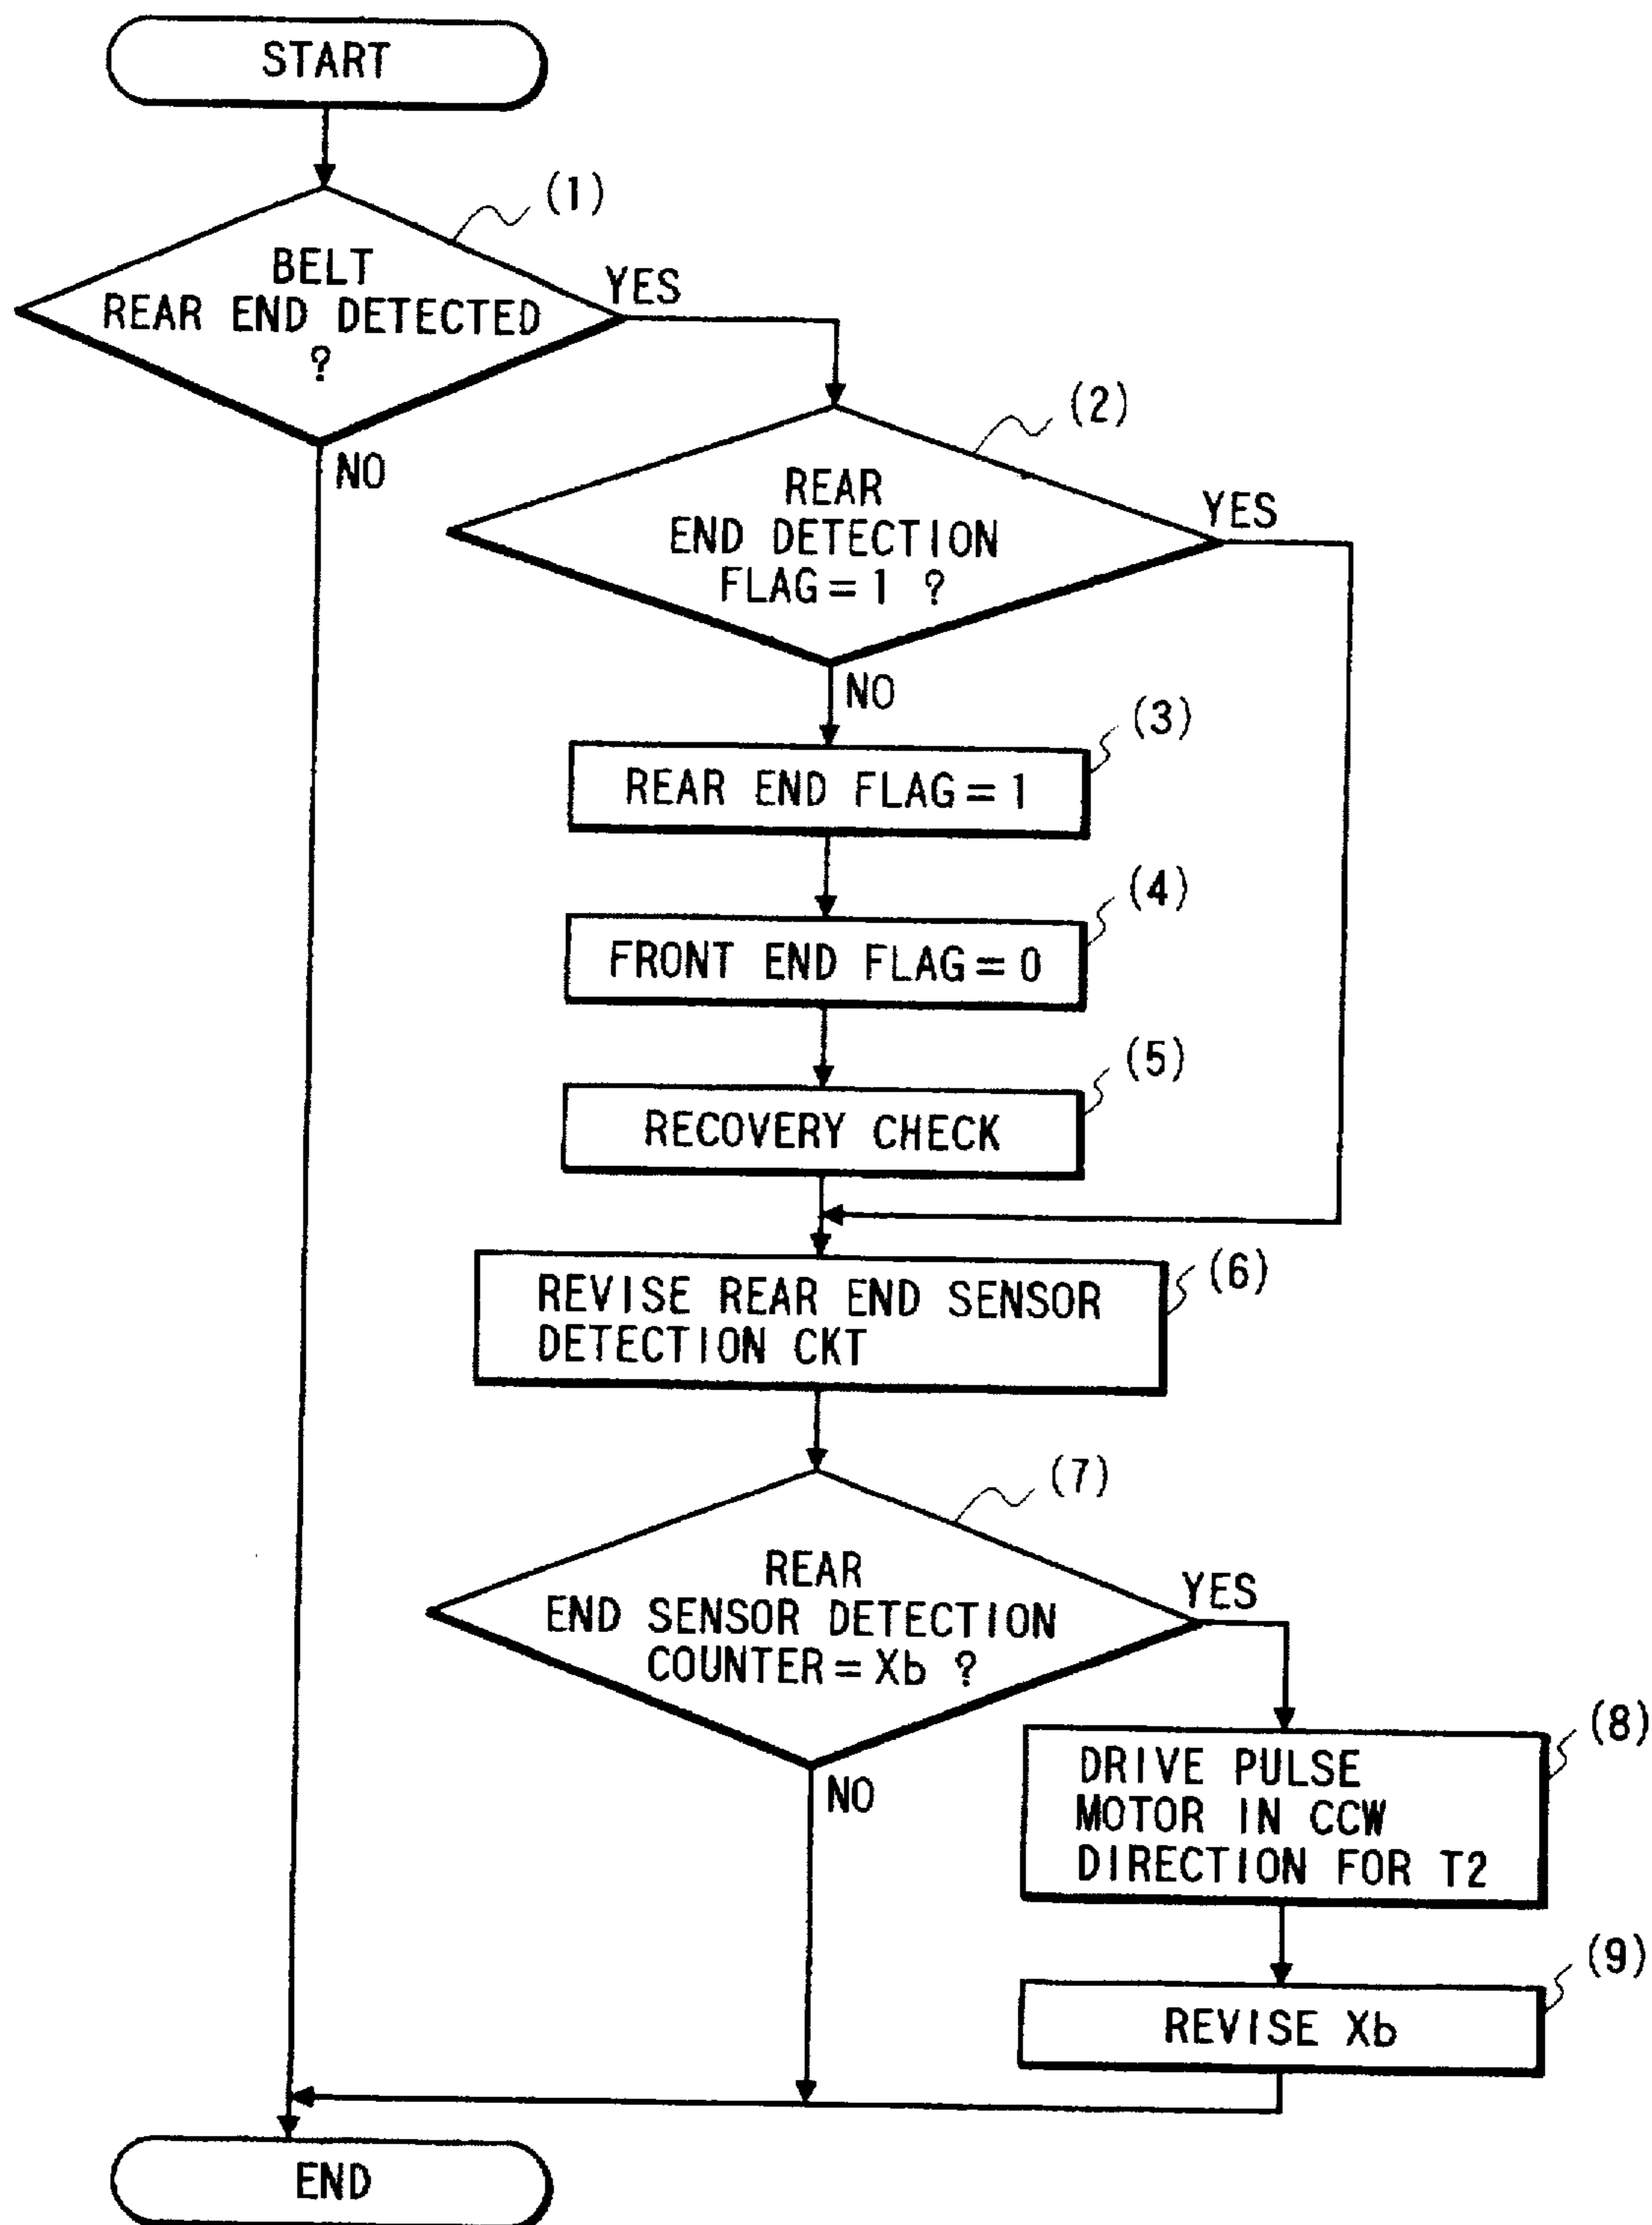 START
(1)
BELT
REAR END DETECTED
?
YES
NO
(2)
REAR
END DETECTION
FLAG = 1 ?
YES
NO
(3)
REAR END FLAG = 1
(4)
FRONT END FLAG = 0
(5)
RECOVERY CHECK
(6)
REVISE REAR END SENSOR
DETECTION CKT
(7)
REAR
END SENSOR DETECTION
COUNTER = Xb ?
YES
NO
(8)
DRIVE PULSE
MOTOR IN CCW
DIRECTION FOR T2
(9)
REVISE Xb
END